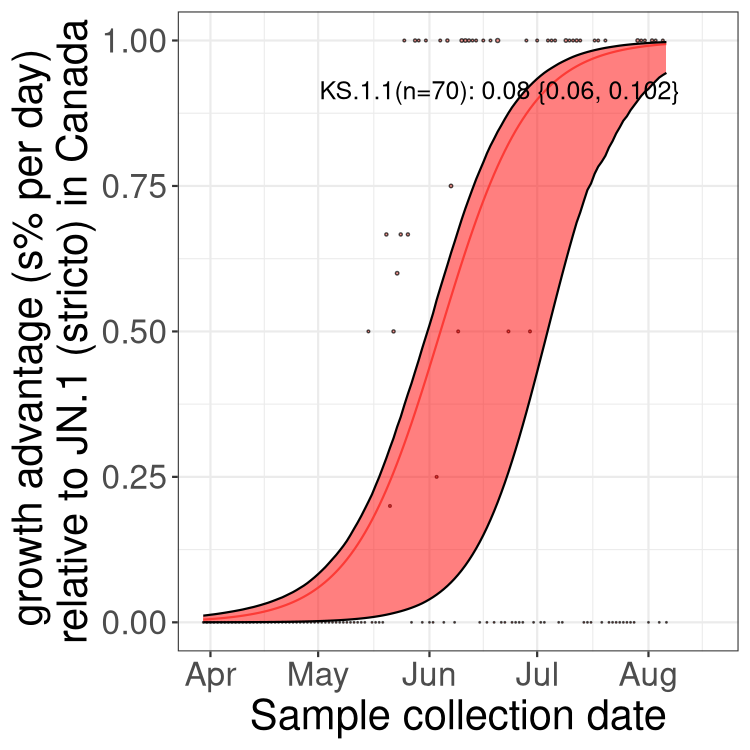 growth advantage (s% per day)
relative to JN.1 (stricto) in Canada
1.00
0.75
0.50
0.25
0.00
KS.1.1(n=70): 0.08 {0.06, 0.102}
Apr May Jun Jul Aug
Sample collection date